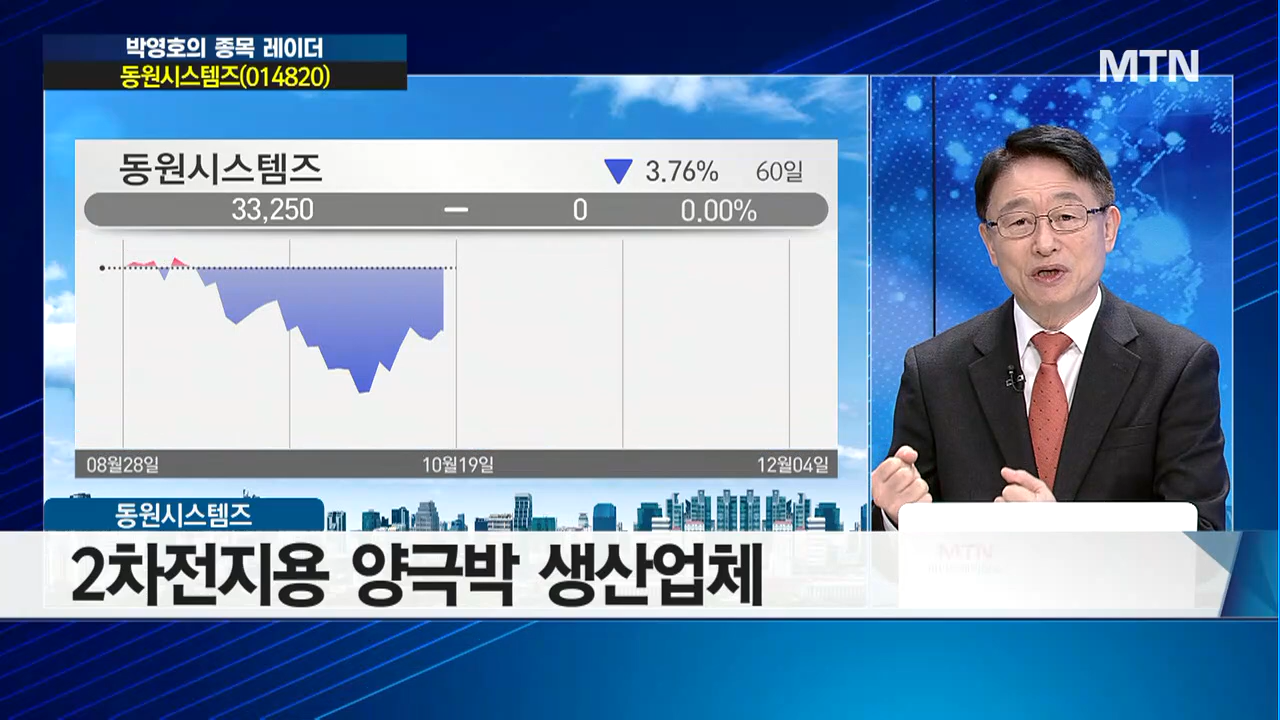 박영호의 종목 레이더
동원시스템즈(014820)
MTN
동원시스템즈 ▼ 3.76% 60일
33,250 − 0 0.00%
08월28일 10월19일 12월04일
동원시스템즈
2차전지용 양극박 생산업체
MTN